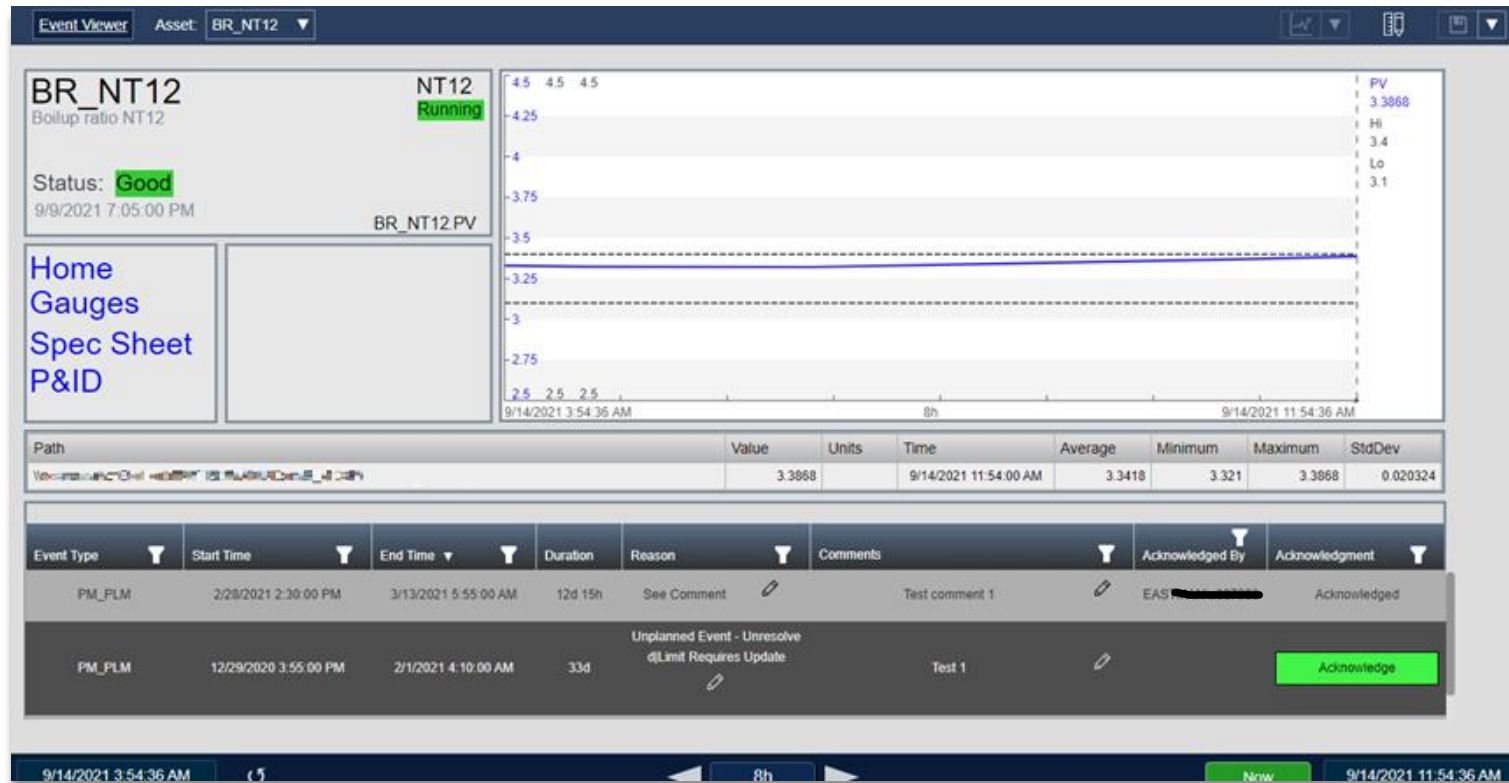 Event Viewer Asset: BR_NT12 ▼
BR_NT12 NT12
Boilup ratio NT12 Running
Status: Good
9/9/2021 7:05:00 PM
BR_NT12.PV
Home
Gauges
Spec Sheet
P&ID
4.5 4.5 4.5
4.25
4
3.75
3.5
3.25
3
2.75
2.5 2.5 2.5
9/14/2021 3:54:36 AM 8h 9/14/2021 11:54:36 AM
PV
3.3868
Hi
3.4
Lo
3.1
Path Value Units Time Average Minimum Maximum StdDev
3.3868 9/14/2021 11:54:00 AM 3.3418 3.321 3.3868 0.020324
Event Type Start Time End Time ▼ Duration Reason Comments Acknowledged By Acknowledgment
PM_PLM 2/28/2021 2:30:00 PM 3/13/2021 5:55:00 AM 12d 15h See Comment Test comment 1 EAST Acknowledged
Unplanned Event - Unresolve
PM_PLM 12/29/2020 3:55:00 PM 2/1/2021 4:10:00 AM 33d d|Limit Requires Update Test 1 Acknowledge
9/14/2021 3:54:36 AM 8h Now 9/14/2021 11:54:36 AM